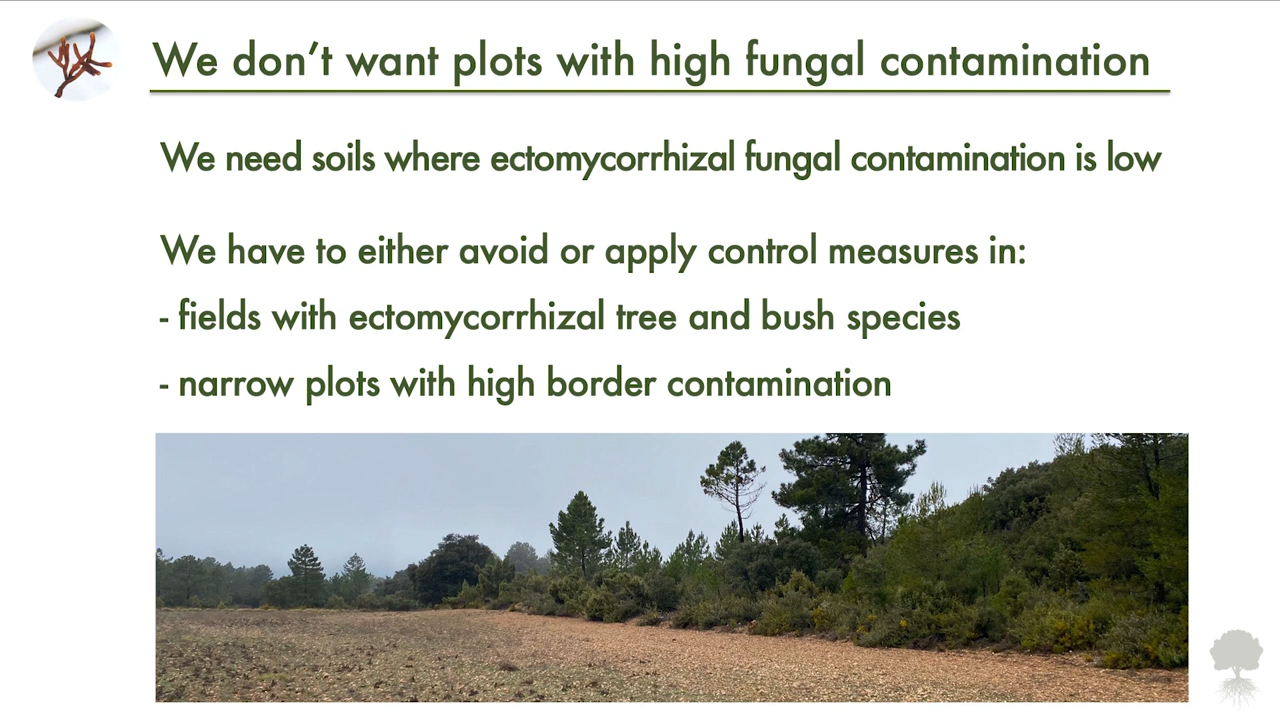 We don't want plots with high fungal contamination
We need soils where ectomycorrhizal fungal contamination is low
We have to either avoid or apply control measures in:
- fields with ectomycorrhizal tree and bush species
- narrow plots with high border contamination